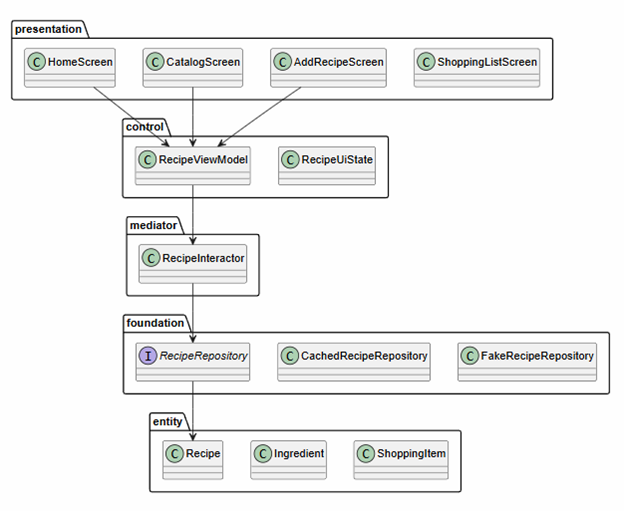 presentation
C HomeScreen
C CatalogScreen
C AddRecipeScreen
C ShoppingListScreen
control
C RecipeViewModel
C RecipeUiState
mediator
C RecipeInteractor
foundation
I RecipeRepository
C CachedRecipeRepository
C FakeRecipeRepository
entity
C Recipe
C Ingredient
C ShoppingItem